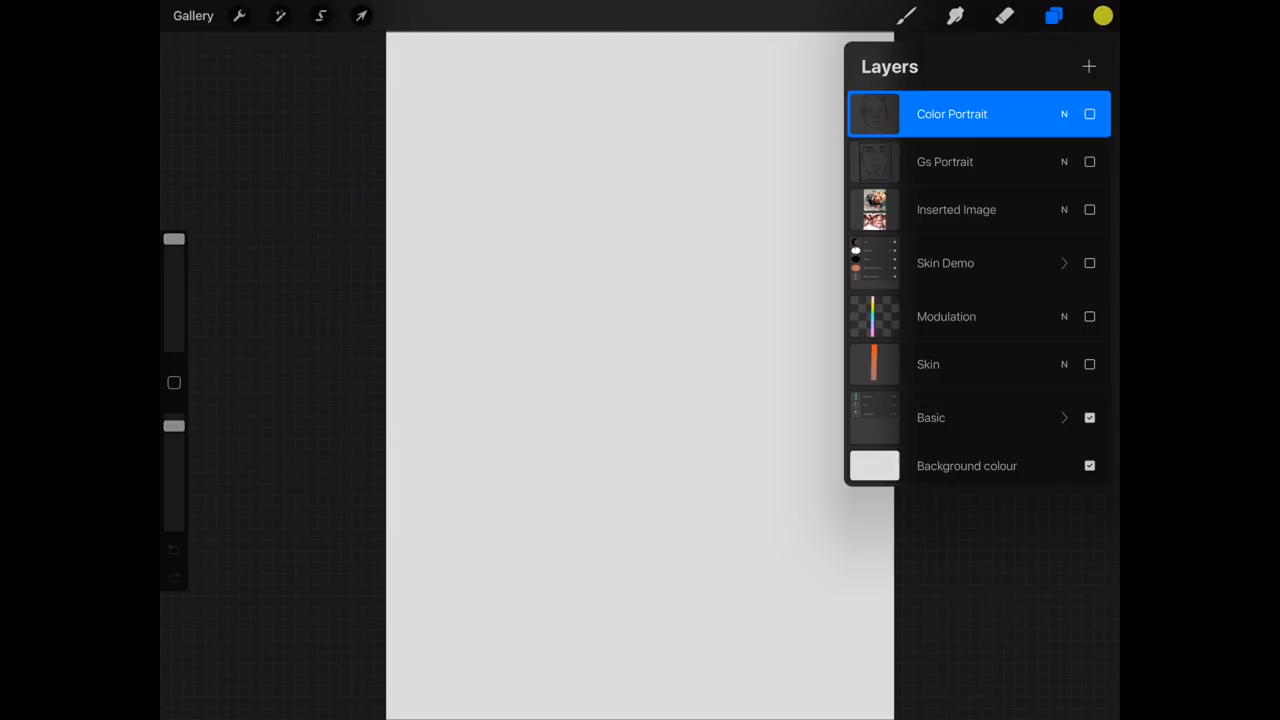 Gallery
Layers
Color Portrait N
Gs Portrait N
Inserted Image N
Skin Demo
Modulation N
Skin N
Basic
Background colour